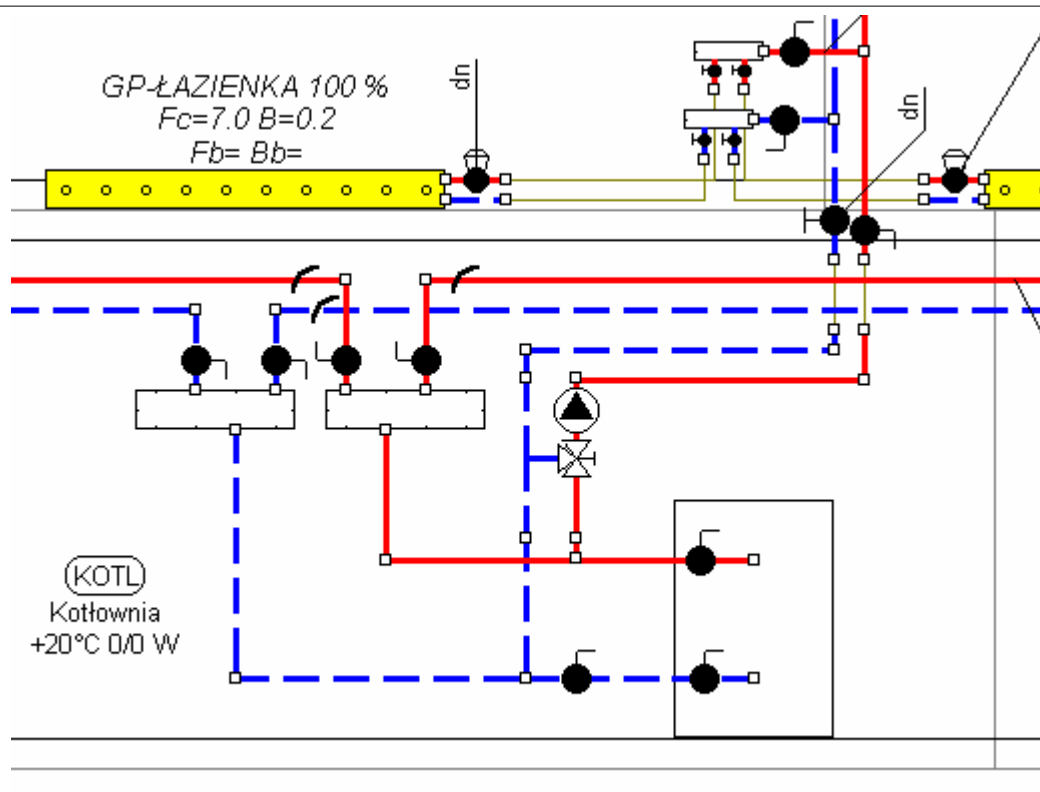 GP-ŁAZIENKA 100 %
Fc=7.0 B=0.2
Fb= Bb=
dn
dn
KOTL
Kotłownia
+20°C 0/0 W